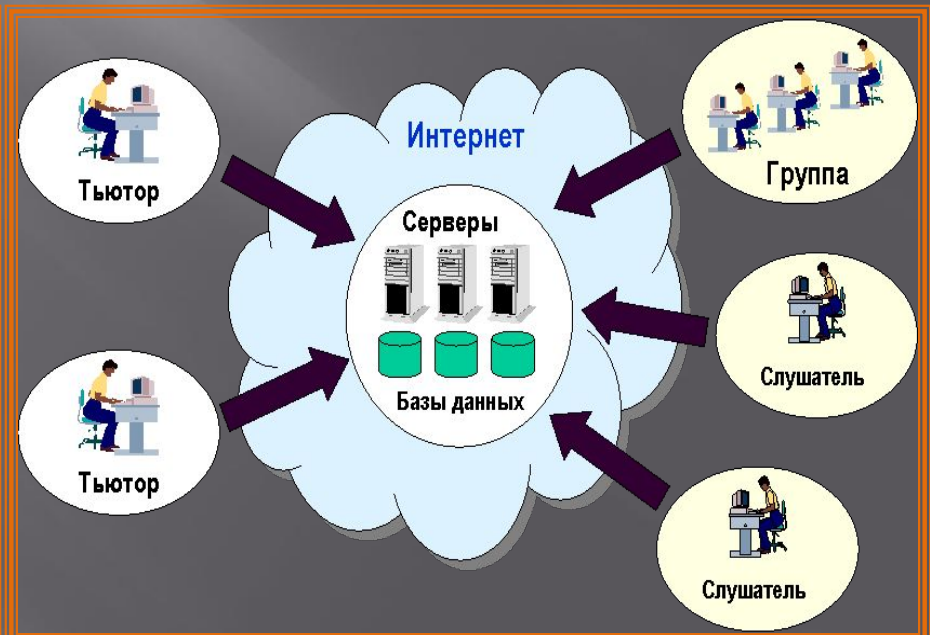 Тьютор
Интернет
Группа
Серверы
Базы данных
Слушатель
Тьютор
Слушатель